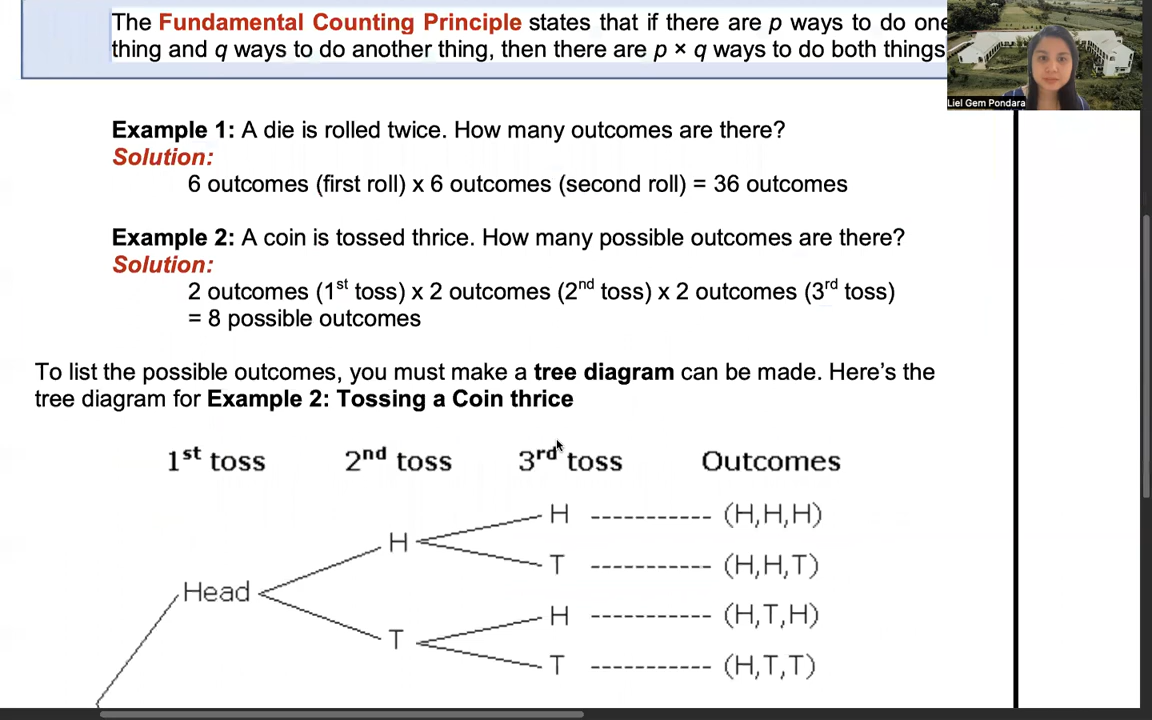 The Fundamental Counting Principle states that if there are p ways to do one
thing and q ways to do another thing, then there are p × q ways to do both things
Liel Gem Pondara
Example 1: A die is rolled twice. How many outcomes are there?
Solution:
6 outcomes (first roll) x 6 outcomes (second roll) = 36 outcomes
Example 2: A coin is tossed thrice. How many possible outcomes are there?
Solution:
2 outcomes (1st toss) x 2 outcomes (2nd toss) x 2 outcomes (3rd toss)
= 8 possible outcomes
To list the possible outcomes, you must make a tree diagram can be made. Here's the
tree diagram for Example 2: Tossing a Coin thrice
1st toss 2nd toss 3rd toss Outcomes
H ----------- (H,H,H)
H
T ----------- (H,H,T)
Head
H ----------- (H,T,H)
T
T ----------- (H,T,T)